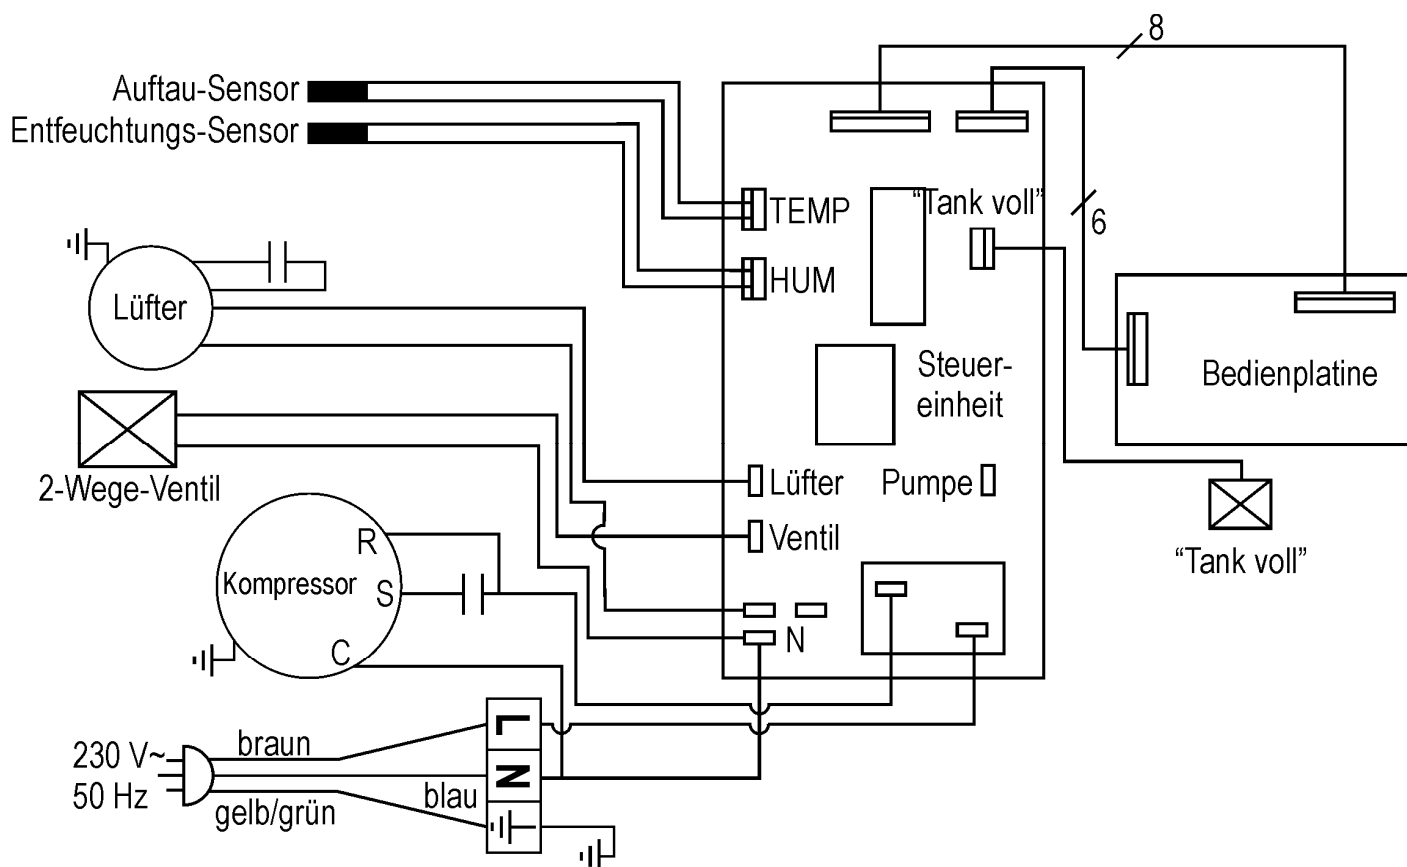 8
Auftau-Sensor
Entfeuchtungs-Sensor
TEMP
“Tank voll”
6
HUM
Lüfter
Steuer-
einheit
Bedienplatine
2-Wege-Ventil
Lüfter
Pumpe
Ventil
“Tank voll”
R
Kompressor
S
C
N
L
braun
230 V~
N
50 Hz
blau
gelb/grün